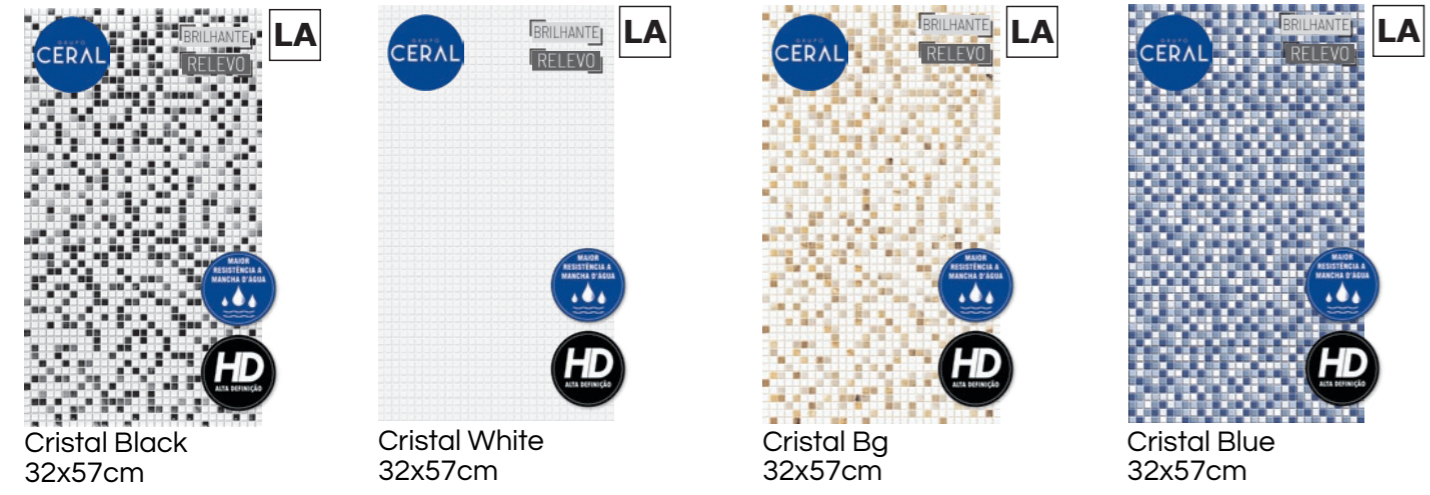 GRUPO
CERAL
BRILHANTE
RELEVO
LA
MAIOR
RESISTÊNCIA A
MANCHA D'ÁGUA
HD
ALTA DEFINIÇÃO
Cristal Black
32x57cm
GRUPO
CERAL
BRILHANTE
RELEVO
LA
MAIOR
RESISTÊNCIA A
MANCHA D'ÁGUA
HD
ALTA DEFINIÇÃO
Cristal White
32x57cm
GRUPO
CERAL
BRILHANTE
RELEVO
LA
MAIOR
RESISTÊNCIA A
MANCHA D'ÁGUA
HD
ALTA DEFINIÇÃO
Cristal Bg
32x57cm
GRUPO
CERAL
BRILHANTE
RELEVO
LA
MAIOR
RESISTÊNCIA A
MANCHA D'ÁGUA
HD
ALTA DEFINIÇÃO
Cristal Blue
32x57cm